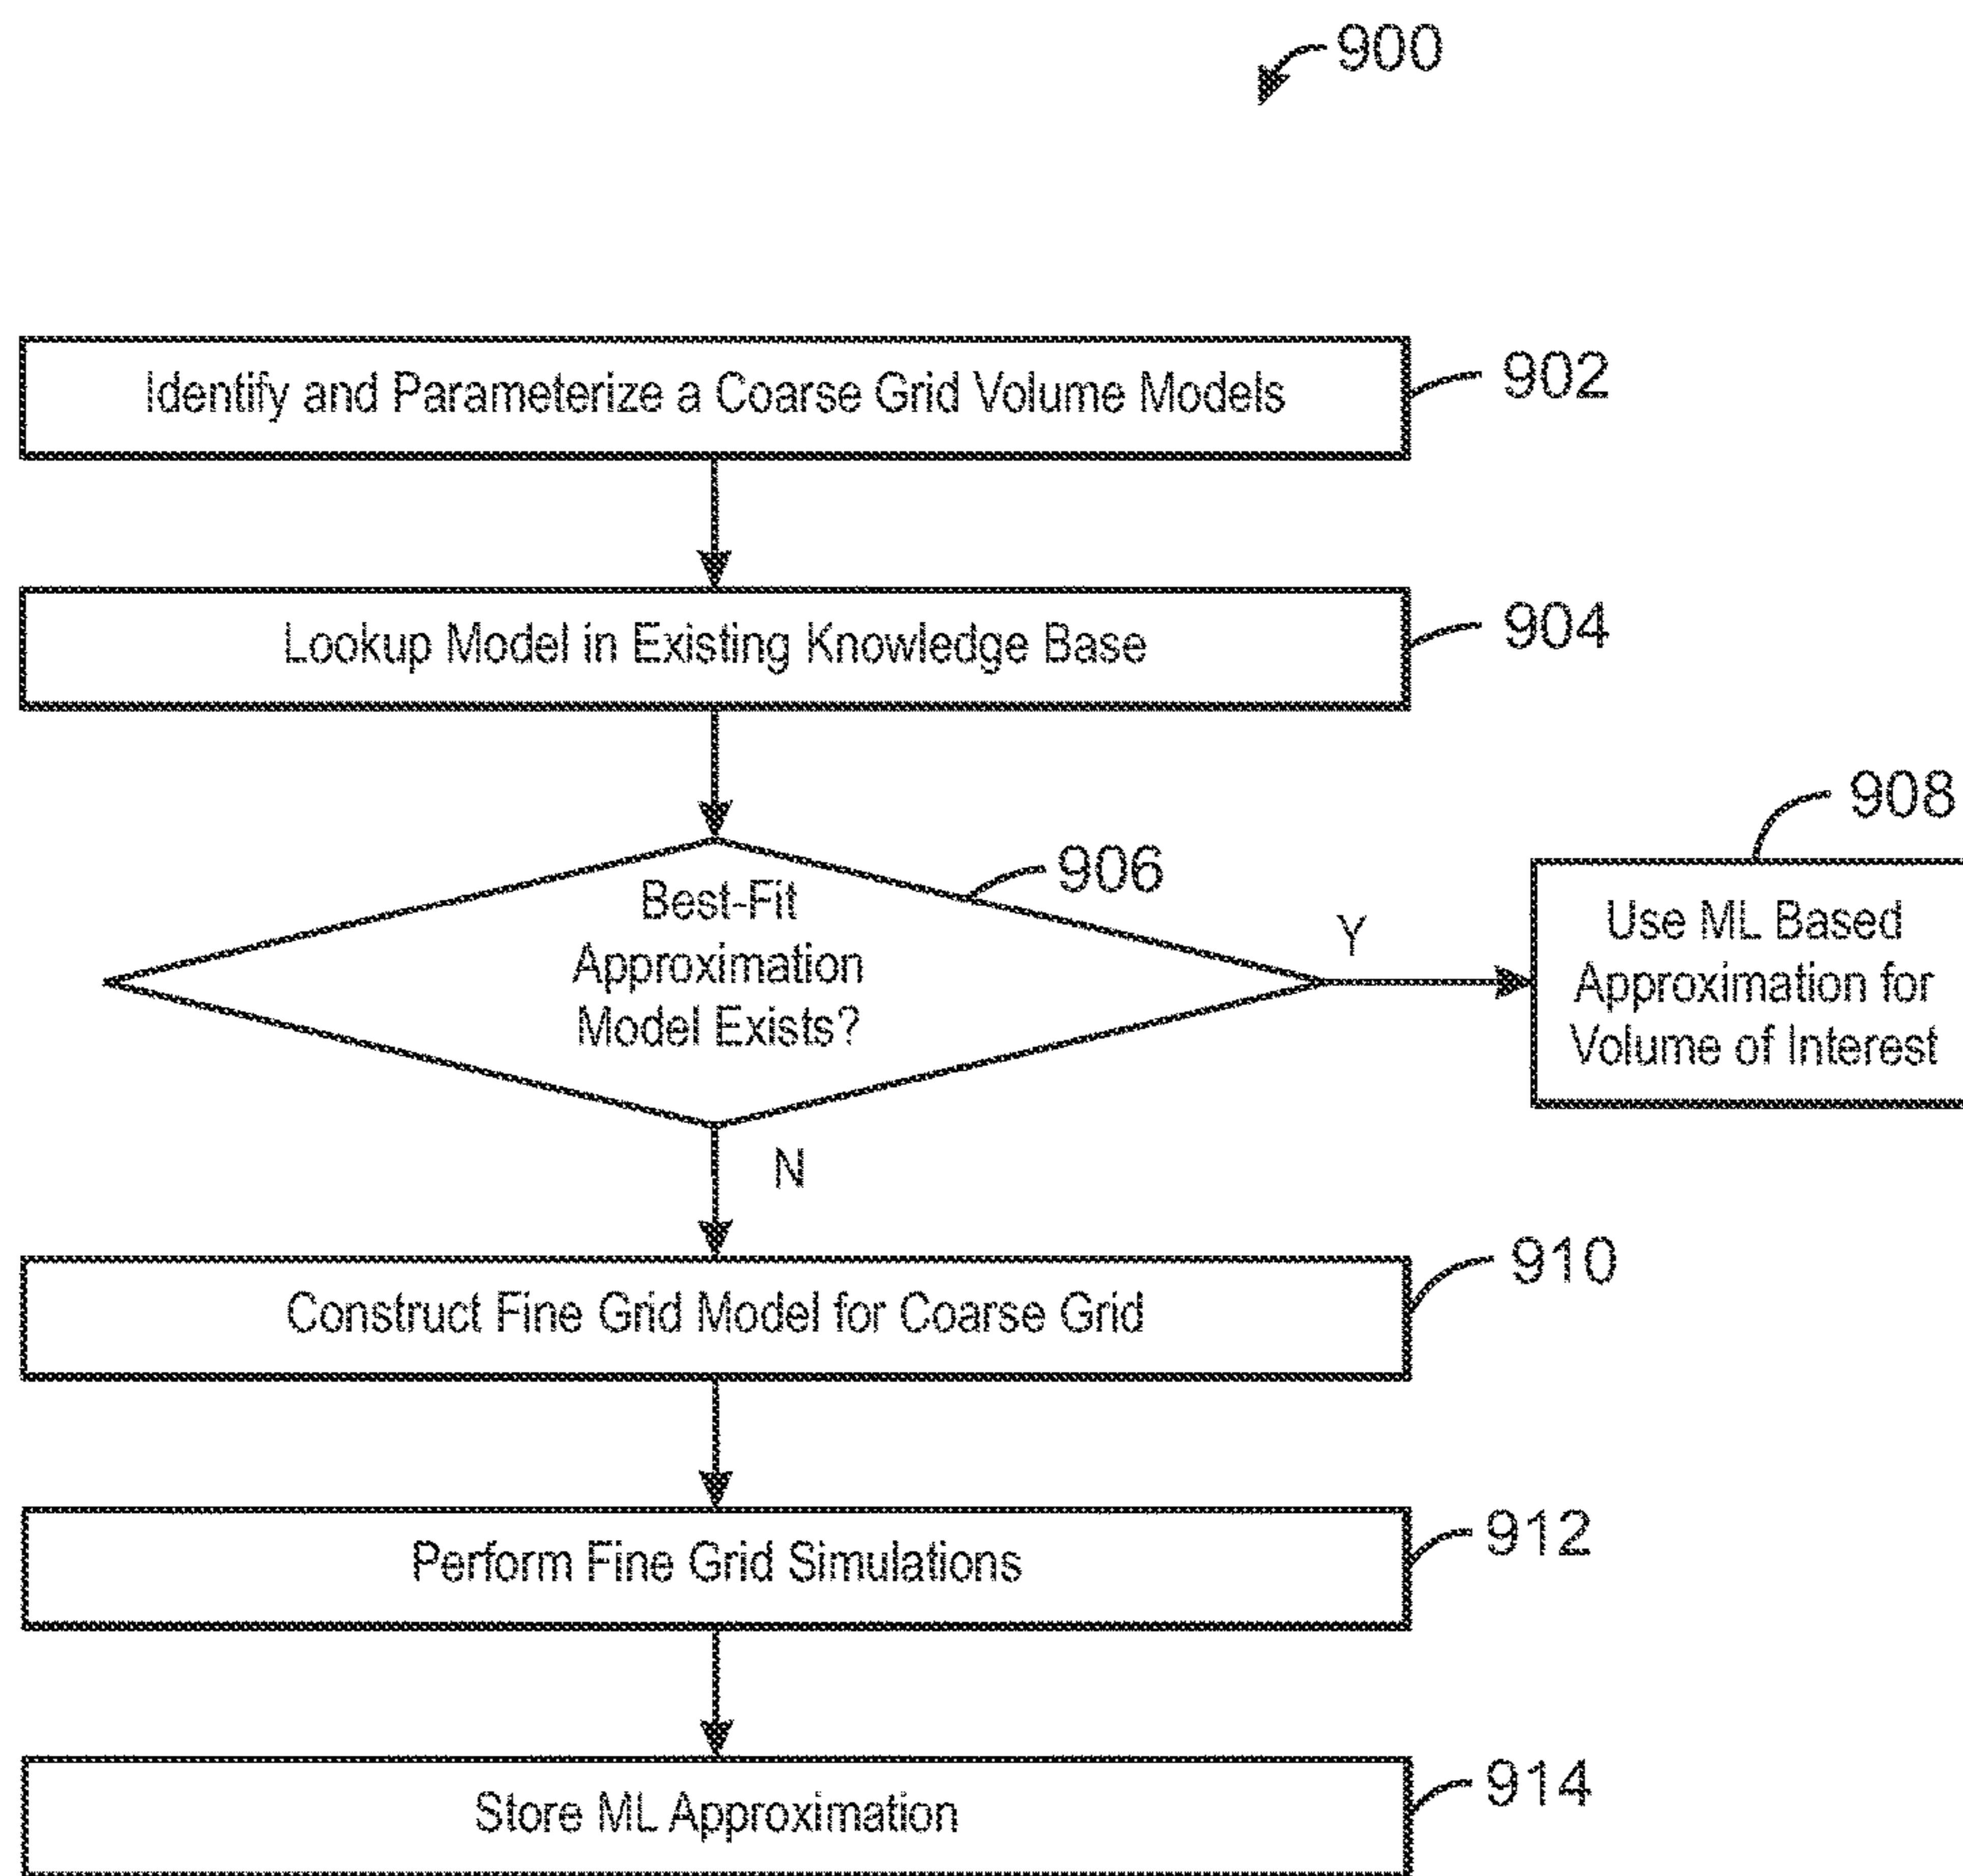 900
Identify and Parameterize a Coarse Grid Volume Models
902
Lookup Model in Existing Knowledge Base
904
Best-Fit
Approximation
Model Exists?
906
Y
908
Use ML Based
Approximation for
Volume of Interest
N
Construct Fine Grid Model for Coarse Grid
910
Perform Fine Grid Simulations
912
Store ML Approximation
914